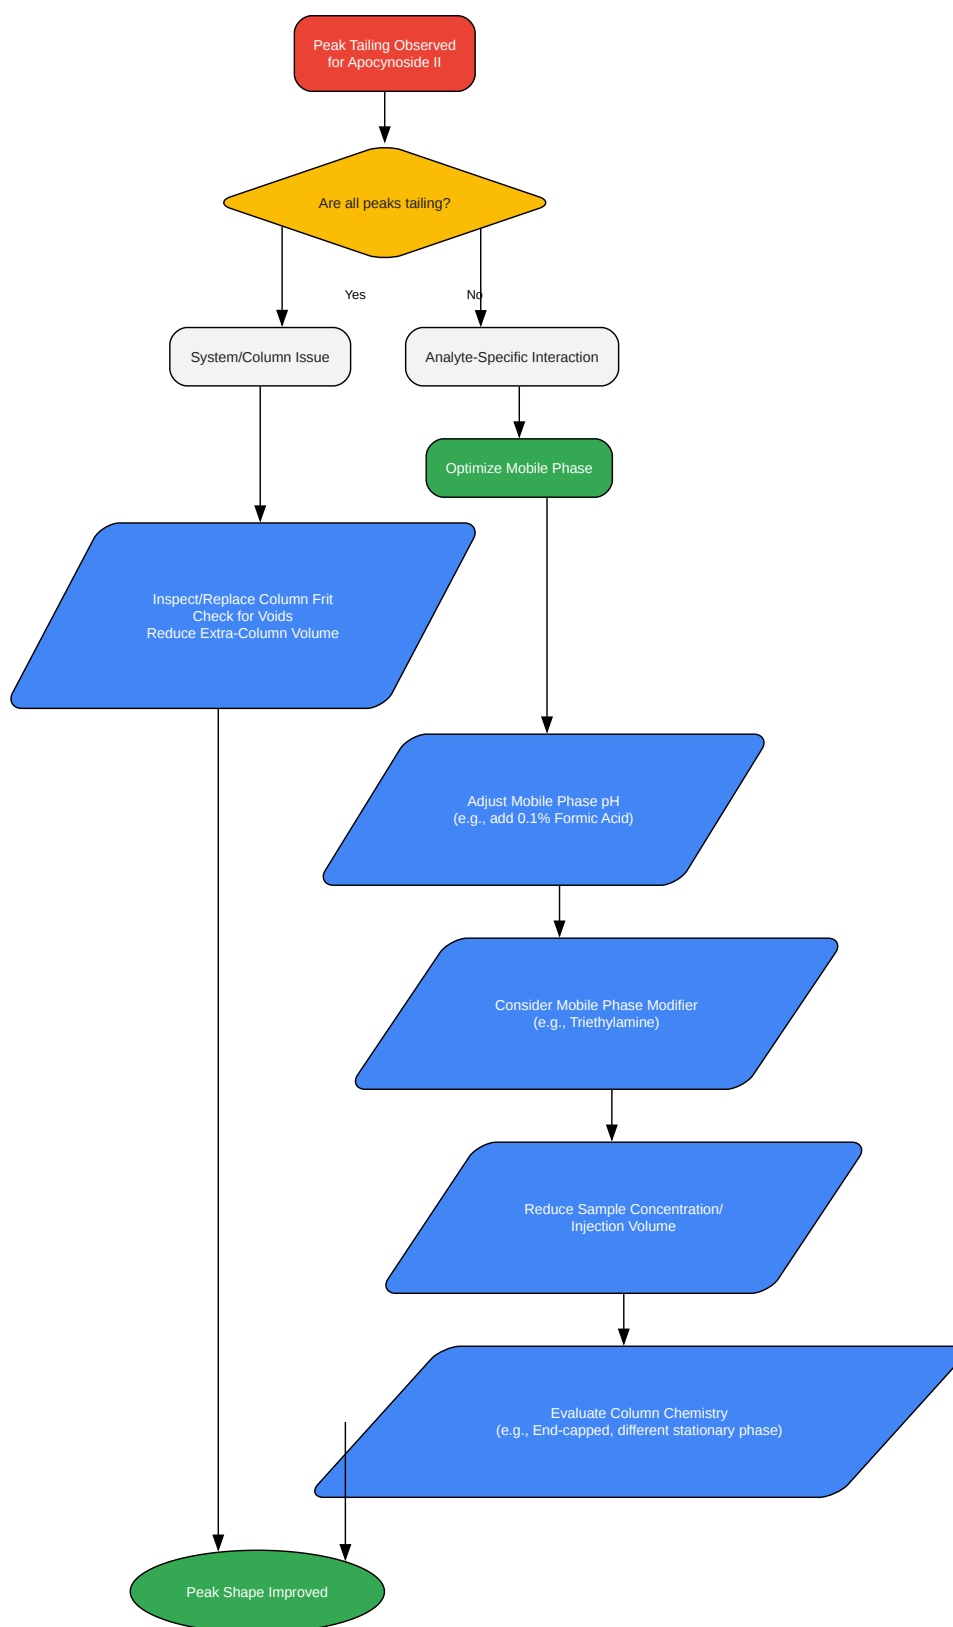 Peak Tailing Observed
for Apocynoside II
Are all peaks tailing?
Yes
No
System/Column Issue
Analyte-Specific Interaction
Optimize Mobile Phase
Inspect/Replace Column Frit
Check for Voids
Reduce Extra-Column Volume
Adjust Mobile Phase pH
(e.g., add 0.1% Formic Acid)
Consider Mobile Phase Modifier
(e.g., Triethylamine)
Reduce Sample Concentration/
Injection Volume
Evaluate Column Chemistry
(e.g., End-capped, different stationary phase)
Peak Shape Improved